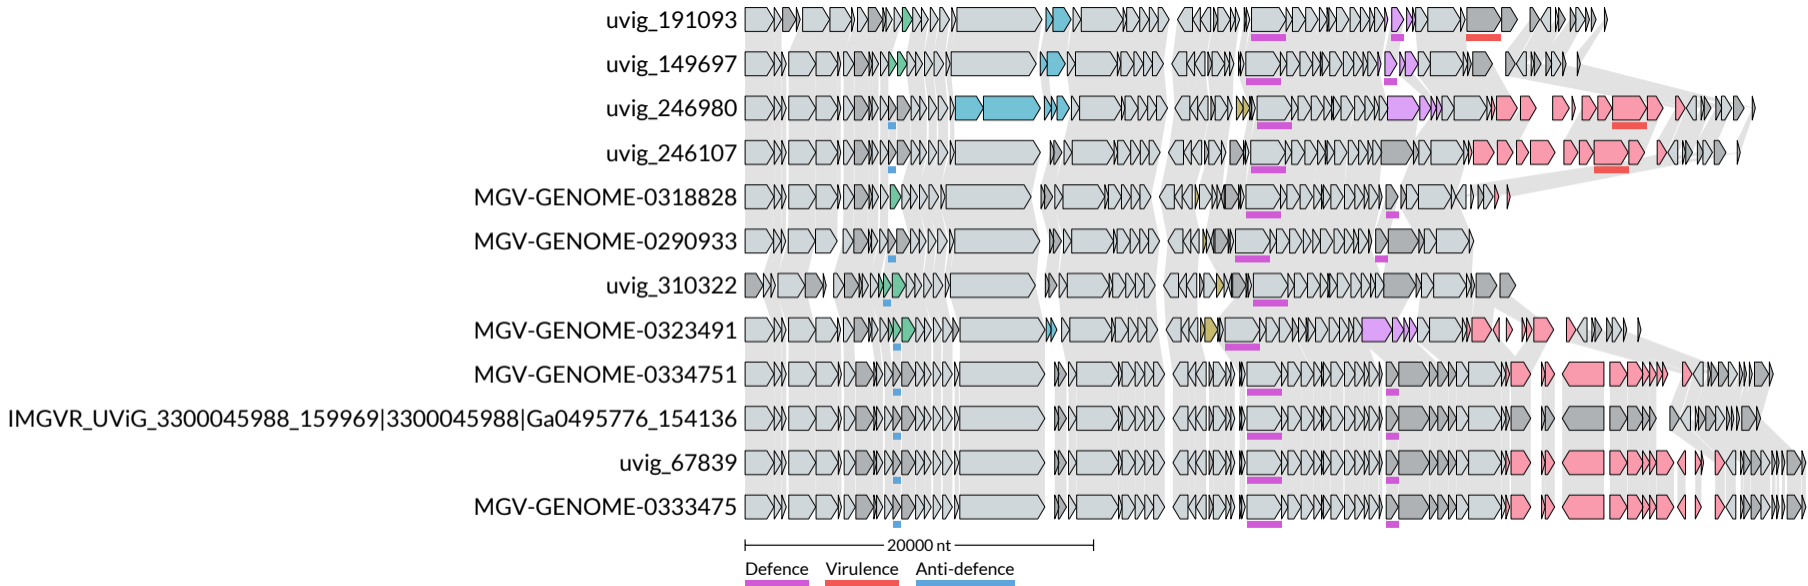 uvig_191093
uvig_149697
uvig_246980
uvig_246107
MGV-GENOME-0318828
MGV-GENOME-0290933
uvig_310322
MGV-GENOME-0323491
MGV-GENOME-0334751
IMGVR_UViG_3300045988_159969|3300045988|Ga0495776_154136
uvig_67839
MGV-GENOME-0333475
20000 nt
Defence Virulence Anti-defence